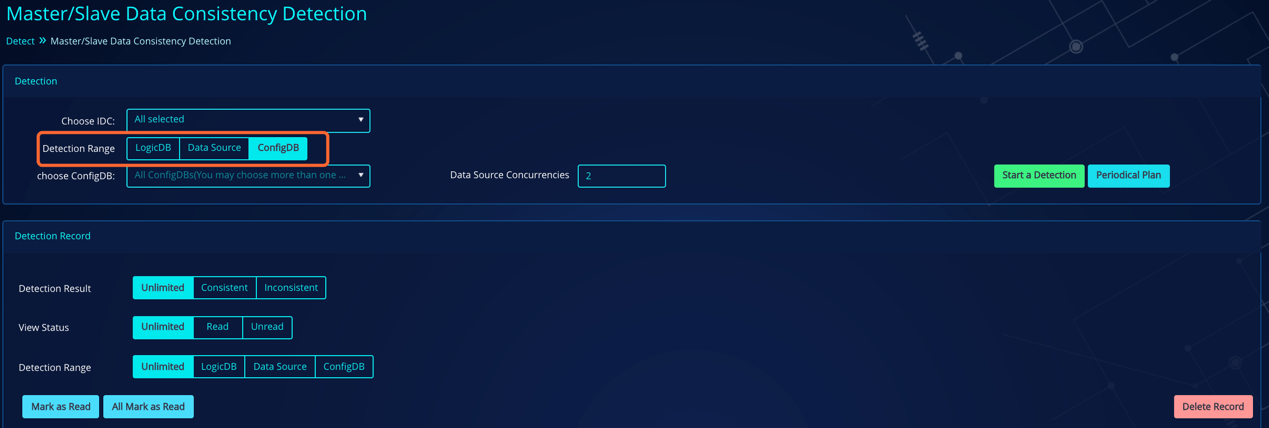 Master/Slave Data Consistency Detection
Detect » Master/Slave Data Consistency Detection
Detection
Choose IDC: All selected
Detection Range LogicDB Data Source ConfigDB
choose ConfigDB: All ConfigDBs(You may choose more than one ... Data Source Concurrencies 2 Start a Detection Periodical Plan
Detection Record
Detection Result Unlimited Consistent Inconsistent
View Status Unlimited Read Unread
Detection Range Unlimited LogicDB Data Source ConfigDB
Mark as Read All Mark as Read Delete Record